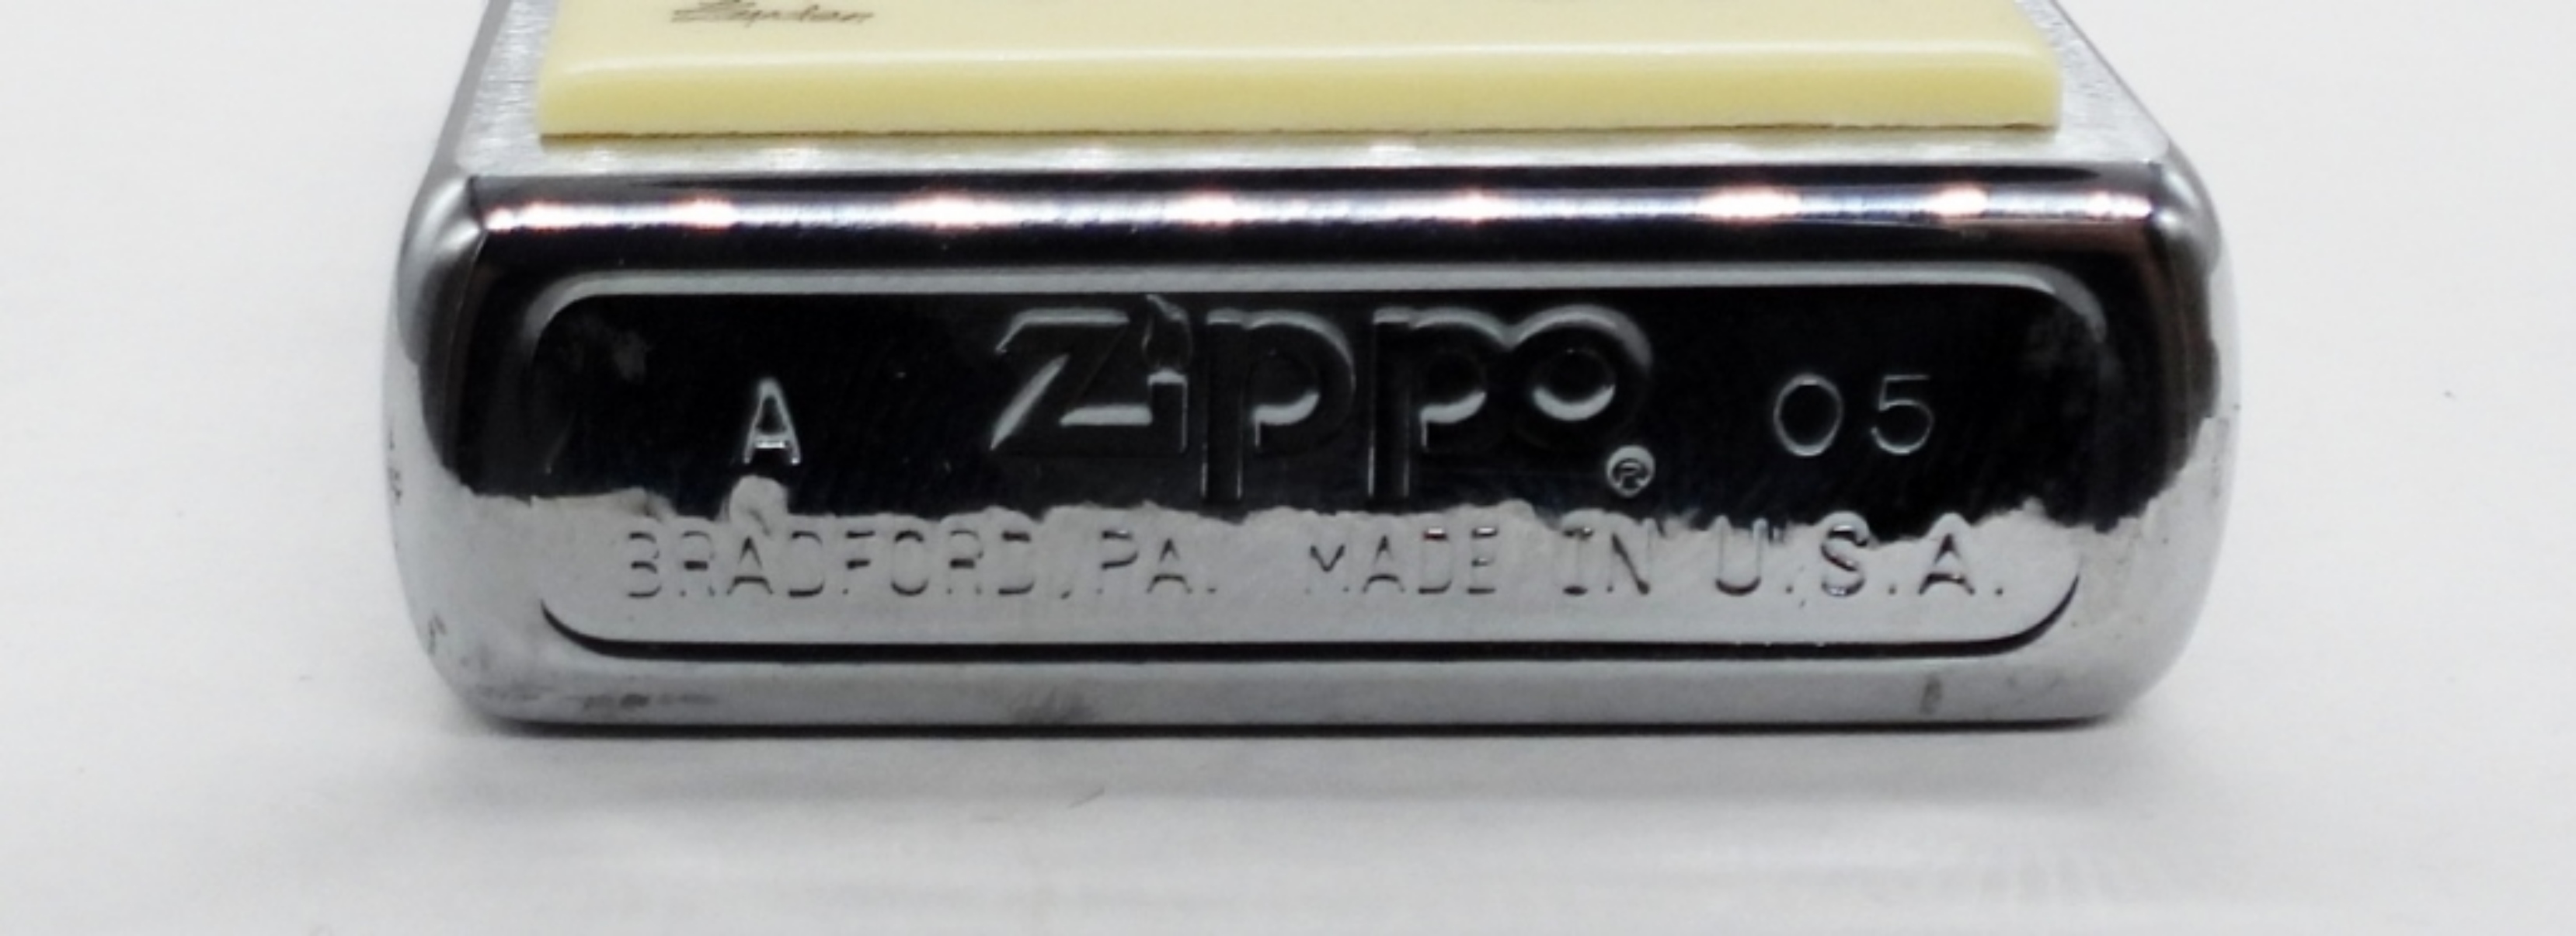 A Zippo ® 05
BRADFORD,PA. MADE IN U.S.A.